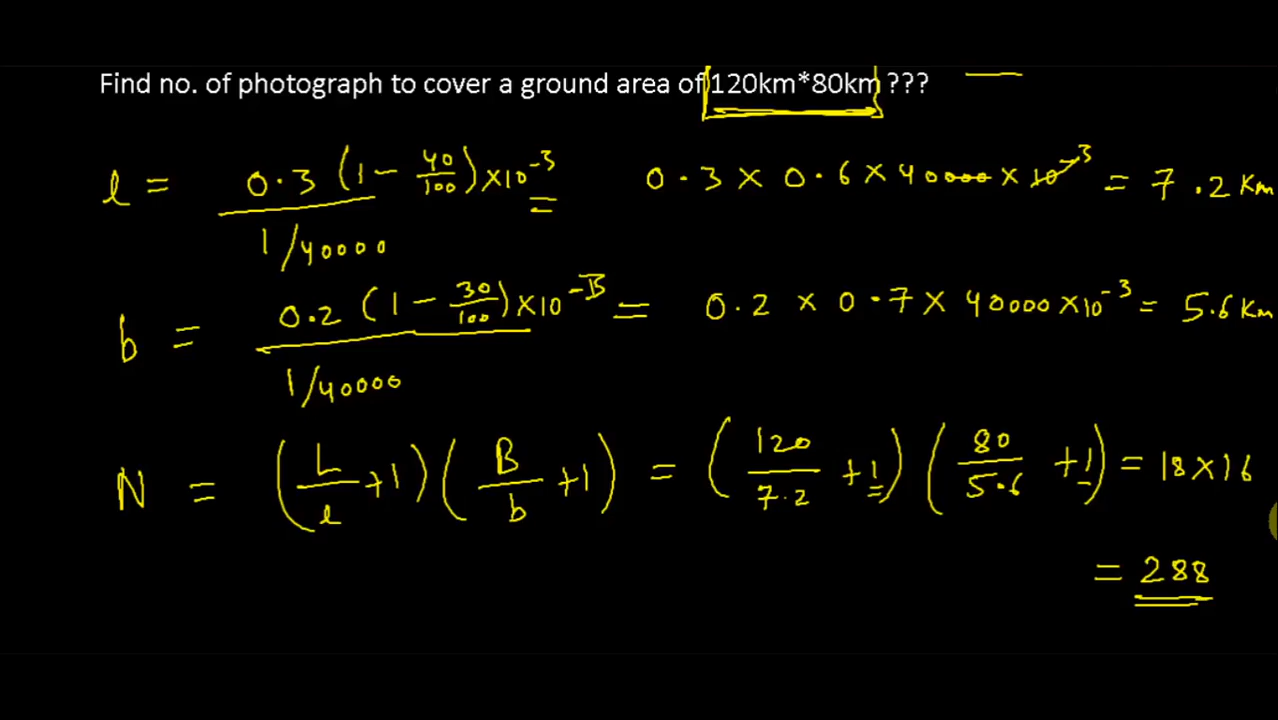 Find no. of photograph to cover a ground area of 120km*80km ???
l = 0.3 (1 - 40/100) × 10^-3 / (1/40000) = 0.3 × 0.6 × 40000 × 10^-3 = 7.2 Km
b = 0.2 (1 - 30/100) × 10^-3 / (1/40000) = 0.2 × 0.7 × 40000 × 10^-3 = 5.6 Km
N = (L/l + 1) (B/b + 1) = (120/7.2 + 1) (80/5.6 + 1) = 18 × 16
= 288